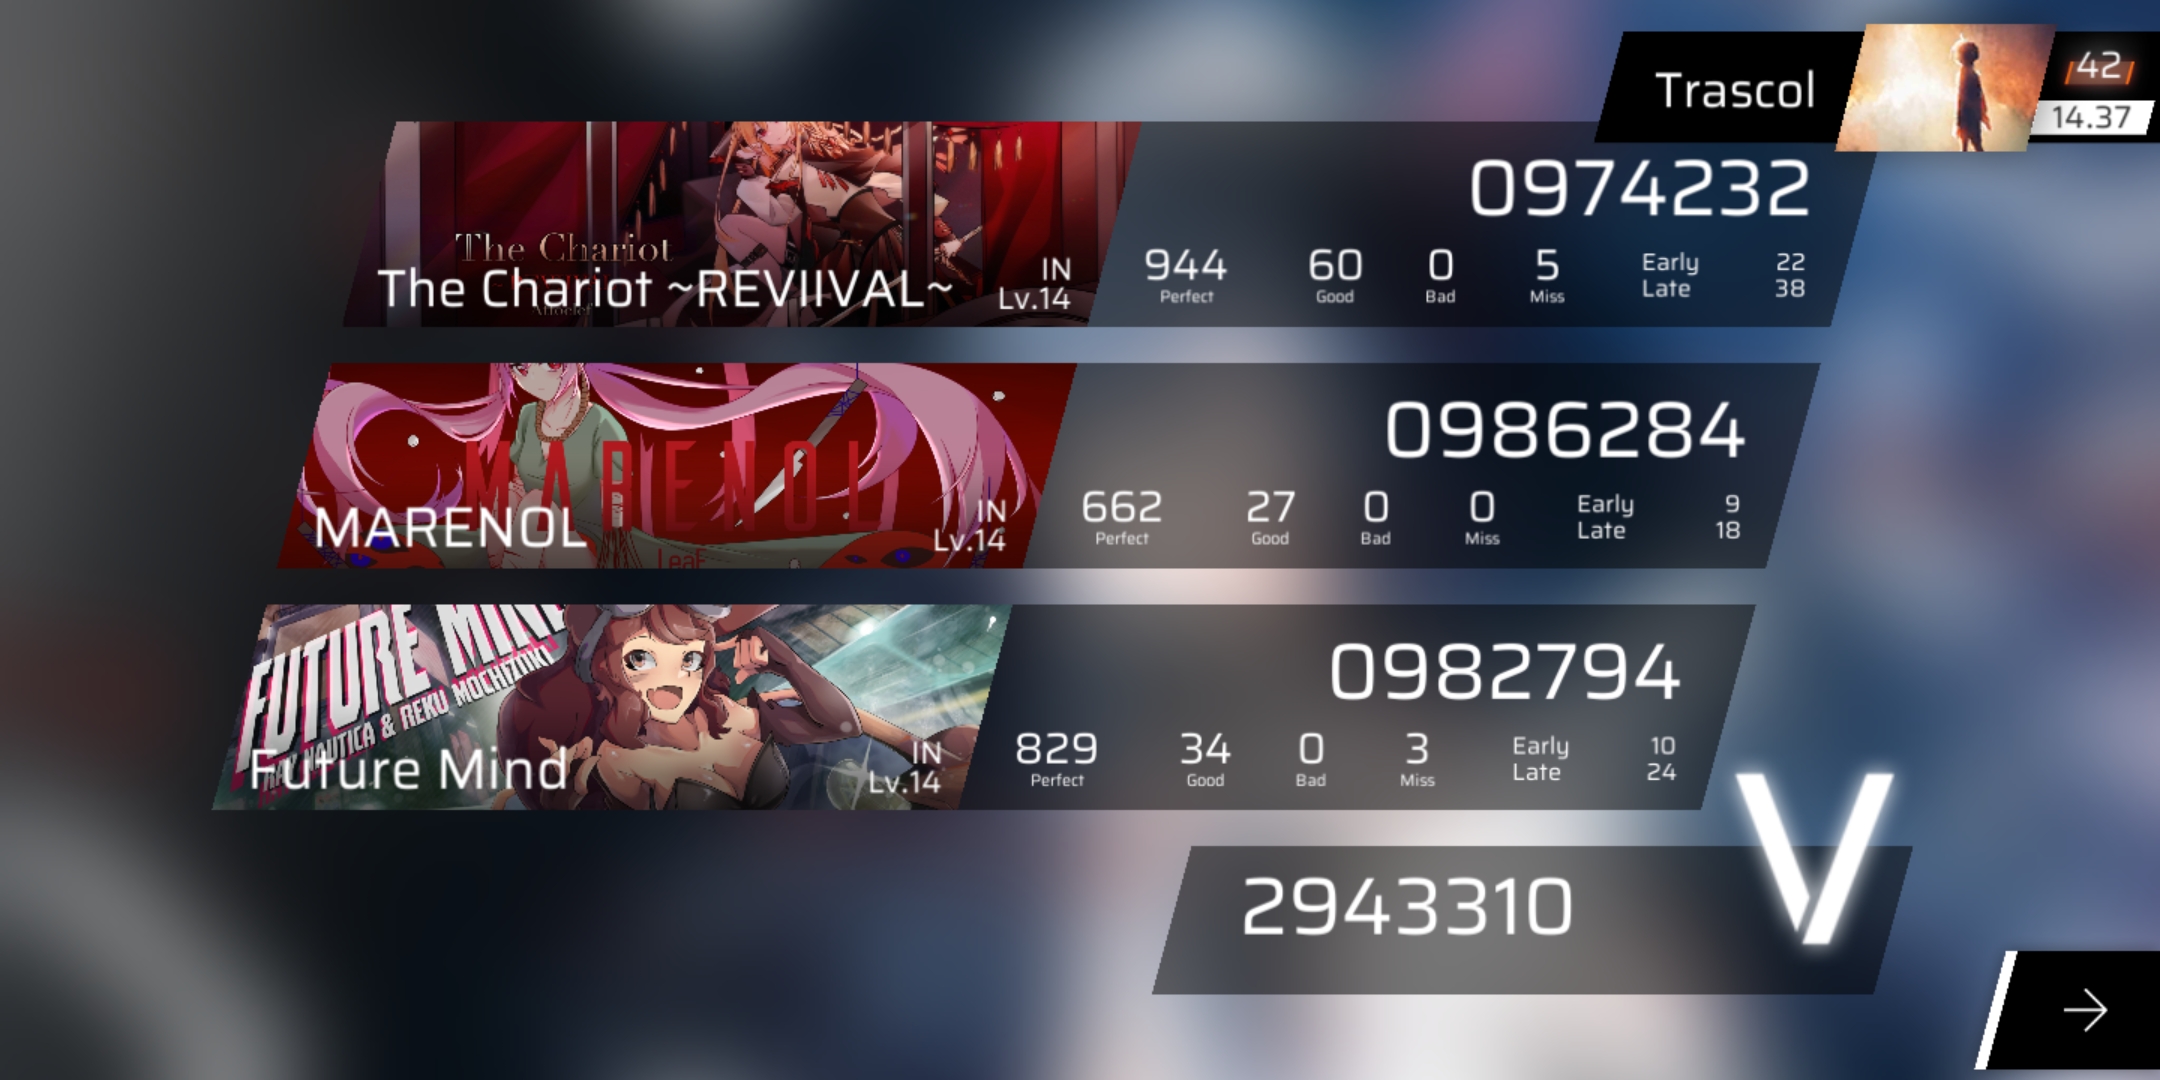 Trascol
42
14.37
The Chariot
The Chariot ~REVIIVAL~
IN
Lv.14
0974232
944 60 0 5
Perfect Good Bad Miss
Early 22
Late 38
MARENOL
MARENOL
Leaf
IN
Lv.14
0986284
662 27 0 0
Perfect Good Bad Miss
Early 9
Late 18
FUTURE MIND
NAUTICA & REKU MOCHIZUKI
Future Mind
IN
Lv.14
0982794
829 34 0 3
Perfect Good Bad Miss
Early 10
Late 24
2943310
V